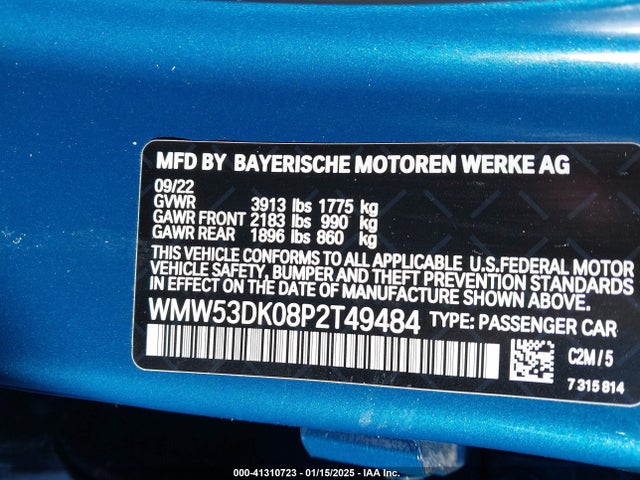 MFD BY BAYERISCHE MOTOREN WERKE AG
09/22
GVWR 3913 lbs 1775 kg
GAWR FRONT 2183 lbs 990 kg
GAWR REAR 1896 lbs 860 kg
THIS VEHICLE CONFORMS TO ALL APPLICABLE U.S.FEDERAL MOTOR
VEHICLE SAFETY, BUMPER AND THEFT PREVENTION STANDARDS
IN EFFECT ON THE DATE OF MANUFACTURE SHOWN ABOVE.
WMW53DK08P2T49484 TYPE: PASSENGER CAR
C2M / 5
7 315 814
000-41310723 - 01/15/2025 - IAA Inc.